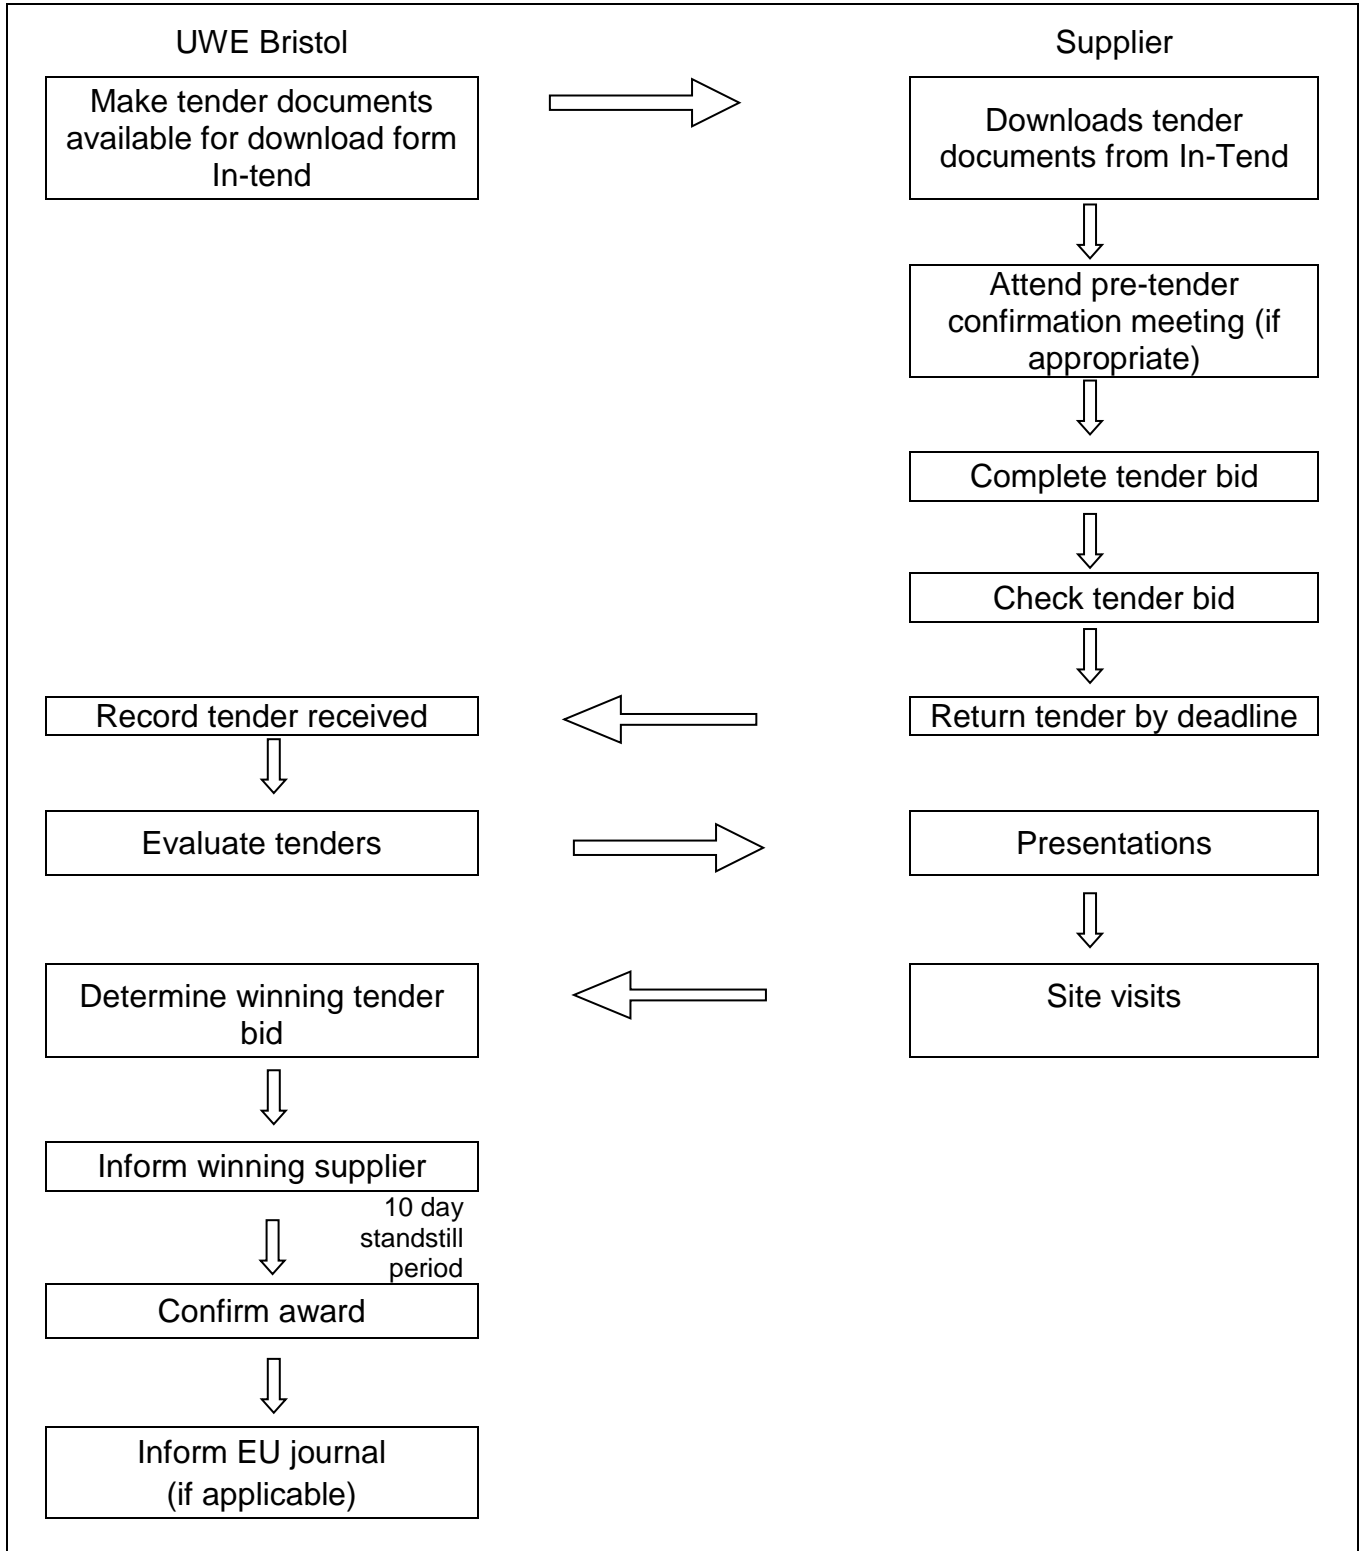 UWE Bristol
Supplier
Make tender documents
available for download form
In-tend
Downloads tender
documents from In-Tend
Attend pre-tender
confirmation meeting (if
appropriate)
Complete tender bid
Check tender bid
Return tender by deadline
Record tender received
Evaluate tenders
Presentations
Site visits
Determine winning tender
bid
Inform winning supplier
10 day
standstill
period
Confirm award
Inform EU journal
(if applicable)